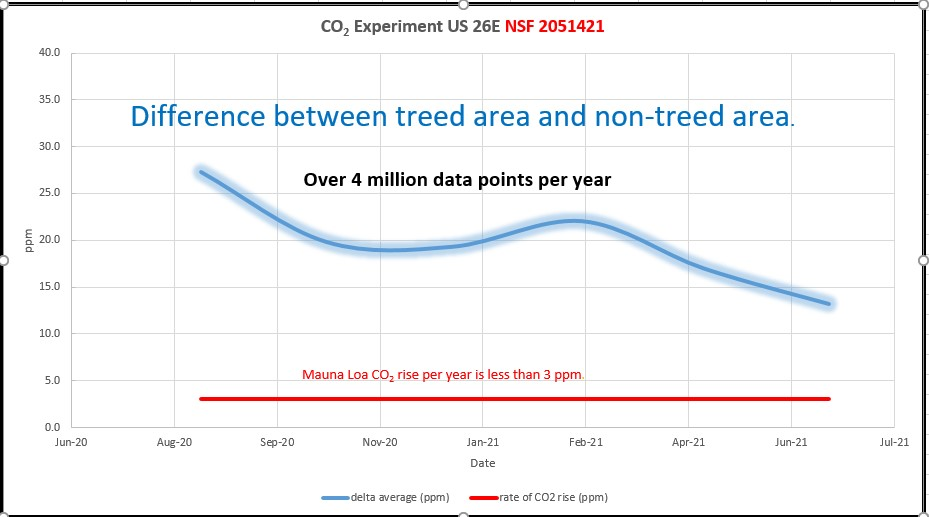 CO₂ Experiment US 26E NSF 2051421
40.0
35.0
Difference between treed area and non-treed area.
30.0
Over 4 million data points per year
25.0
20.0
ppm
15.0
10.0
Mauna Loa CO₂ rise per year is less than 3 ppm.
5.0
0.0
Jun-20 Aug-20 Sep-20 Nov-20 Jan-21 Feb-21 Apr-21 Jun-21 Jul-21
Date
delta average (ppm) rate of CO2 rise (ppm)